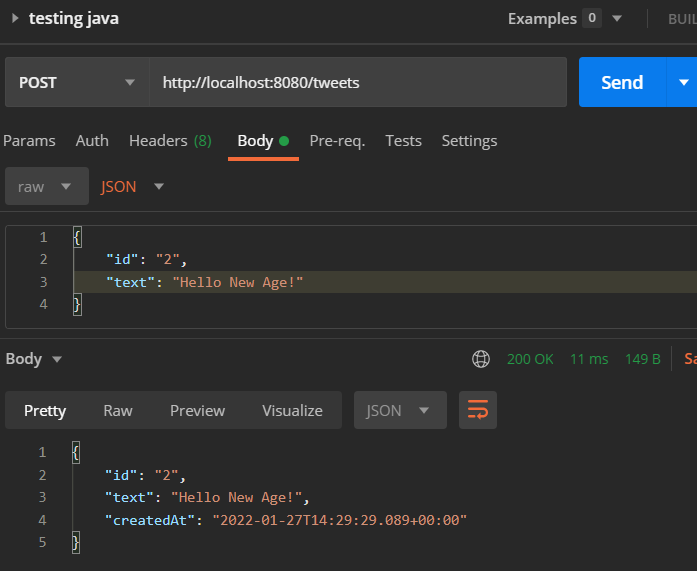 testing java Examples 0
POST http://localhost:8080/tweets Send
Params Auth Headers (8) Body Pre-req. Tests Settings
raw JSON
1 {
2 "id": "2",
3 "text": "Hello New Age!"
4 }
Body 200 OK 11 ms 149 B
Pretty Raw Preview Visualize JSON
1 {
2 "id": "2",
3 "text": "Hello New Age!",
4 "createdAt": "2022-01-27T14:29:29.089+00:00"
5 }